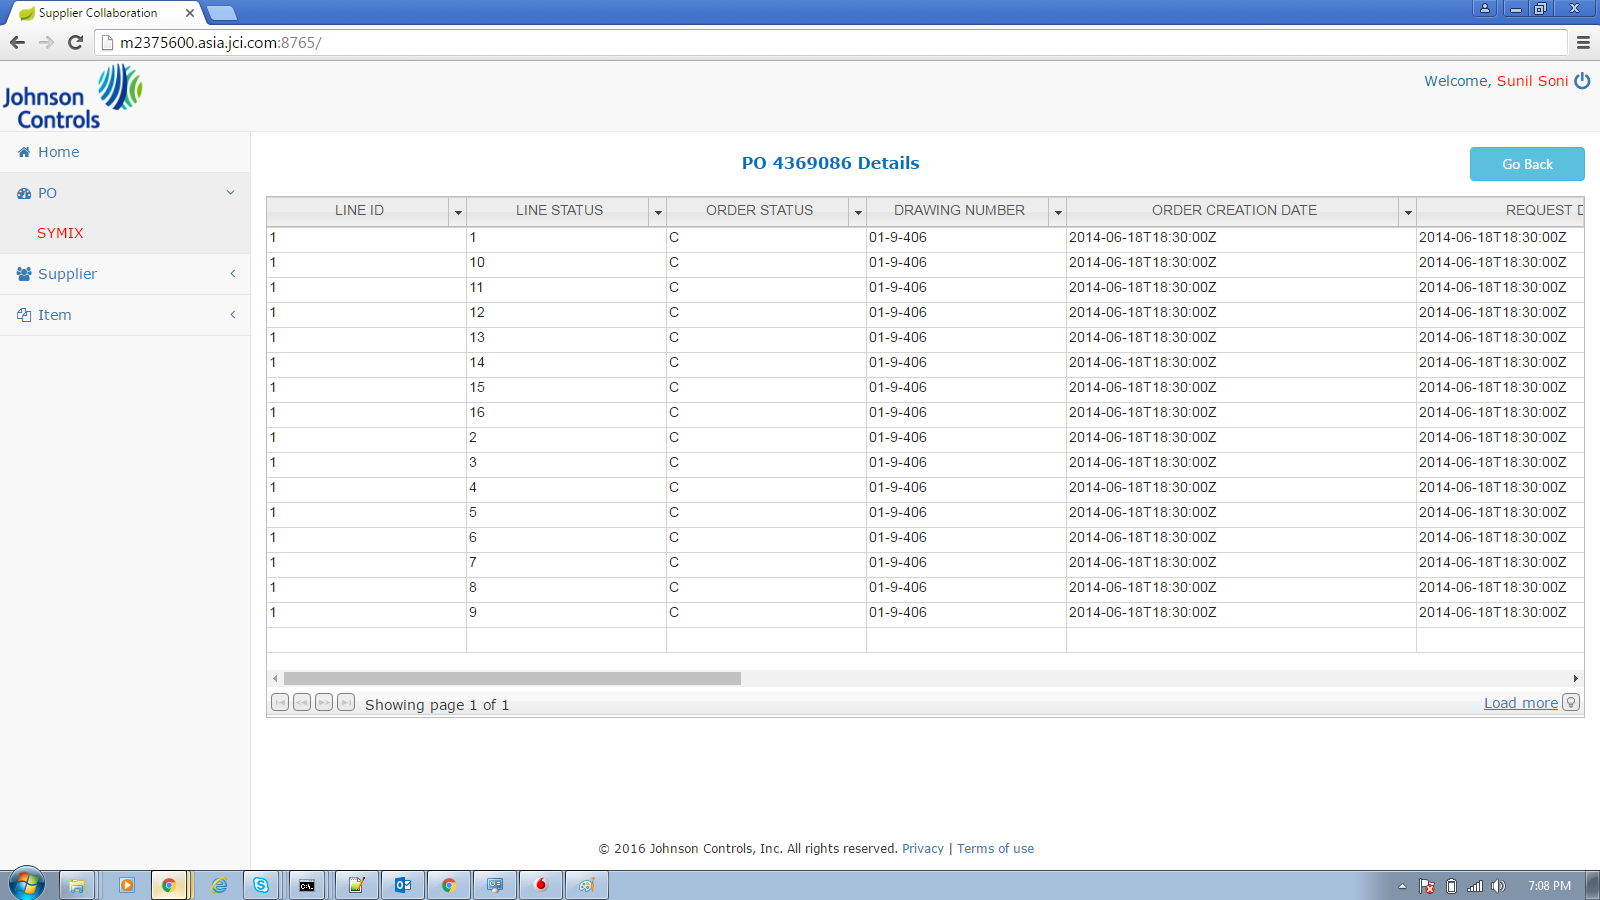 Supplier Collaboration
m2375600.asia.jci.com:8765/
Johnson Controls
Welcome, Sunil Soni
Home
PO
SYMIX
Supplier
Item
PO 4369086 Details
Go Back
LINE ID LINE STATUS ORDER STATUS DRAWING NUMBER ORDER CREATION DATE REQUEST D
1 1 C 01-9-406 2014-06-18T18:30:00Z 2014-06-18T18:30:00Z
1 10 C 01-9-406 2014-06-18T18:30:00Z 2014-06-18T18:30:00Z
1 11 C 01-9-406 2014-06-18T18:30:00Z 2014-06-18T18:30:00Z
1 12 C 01-9-406 2014-06-18T18:30:00Z 2014-06-18T18:30:00Z
1 13 C 01-9-406 2014-06-18T18:30:00Z 2014-06-18T18:30:00Z
1 14 C 01-9-406 2014-06-18T18:30:00Z 2014-06-18T18:30:00Z
1 15 C 01-9-406 2014-06-18T18:30:00Z 2014-06-18T18:30:00Z
1 16 C 01-9-406 2014-06-18T18:30:00Z 2014-06-18T18:30:00Z
1 2 C 01-9-406 2014-06-18T18:30:00Z 2014-06-18T18:30:00Z
1 3 C 01-9-406 2014-06-18T18:30:00Z 2014-06-18T18:30:00Z
1 4 C 01-9-406 2014-06-18T18:30:00Z 2014-06-18T18:30:00Z
1 5 C 01-9-406 2014-06-18T18:30:00Z 2014-06-18T18:30:00Z
1 6 C 01-9-406 2014-06-18T18:30:00Z 2014-06-18T18:30:00Z
1 7 C 01-9-406 2014-06-18T18:30:00Z 2014-06-18T18:30:00Z
1 8 C 01-9-406 2014-06-18T18:30:00Z 2014-06-18T18:30:00Z
1 9 C 01-9-406 2014-06-18T18:30:00Z 2014-06-18T18:30:00Z
Showing page 1 of 1
Load more
© 2016 Johnson Controls, Inc. All rights reserved. Privacy | Terms of use
7:08 PM